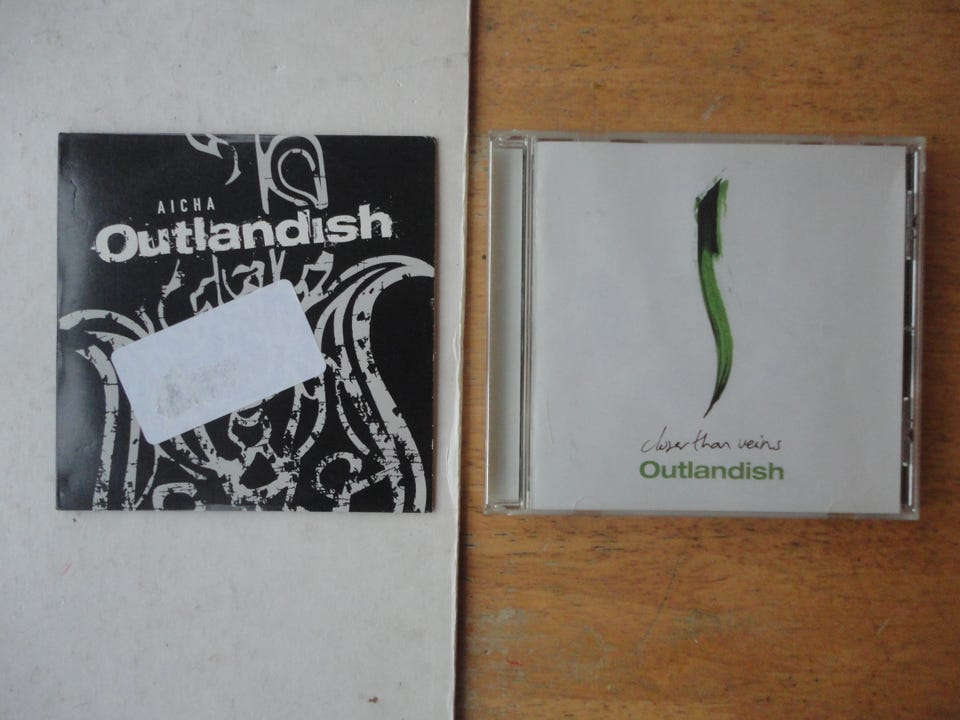 AICHA
Outlandish
closer than veins
Outlandish